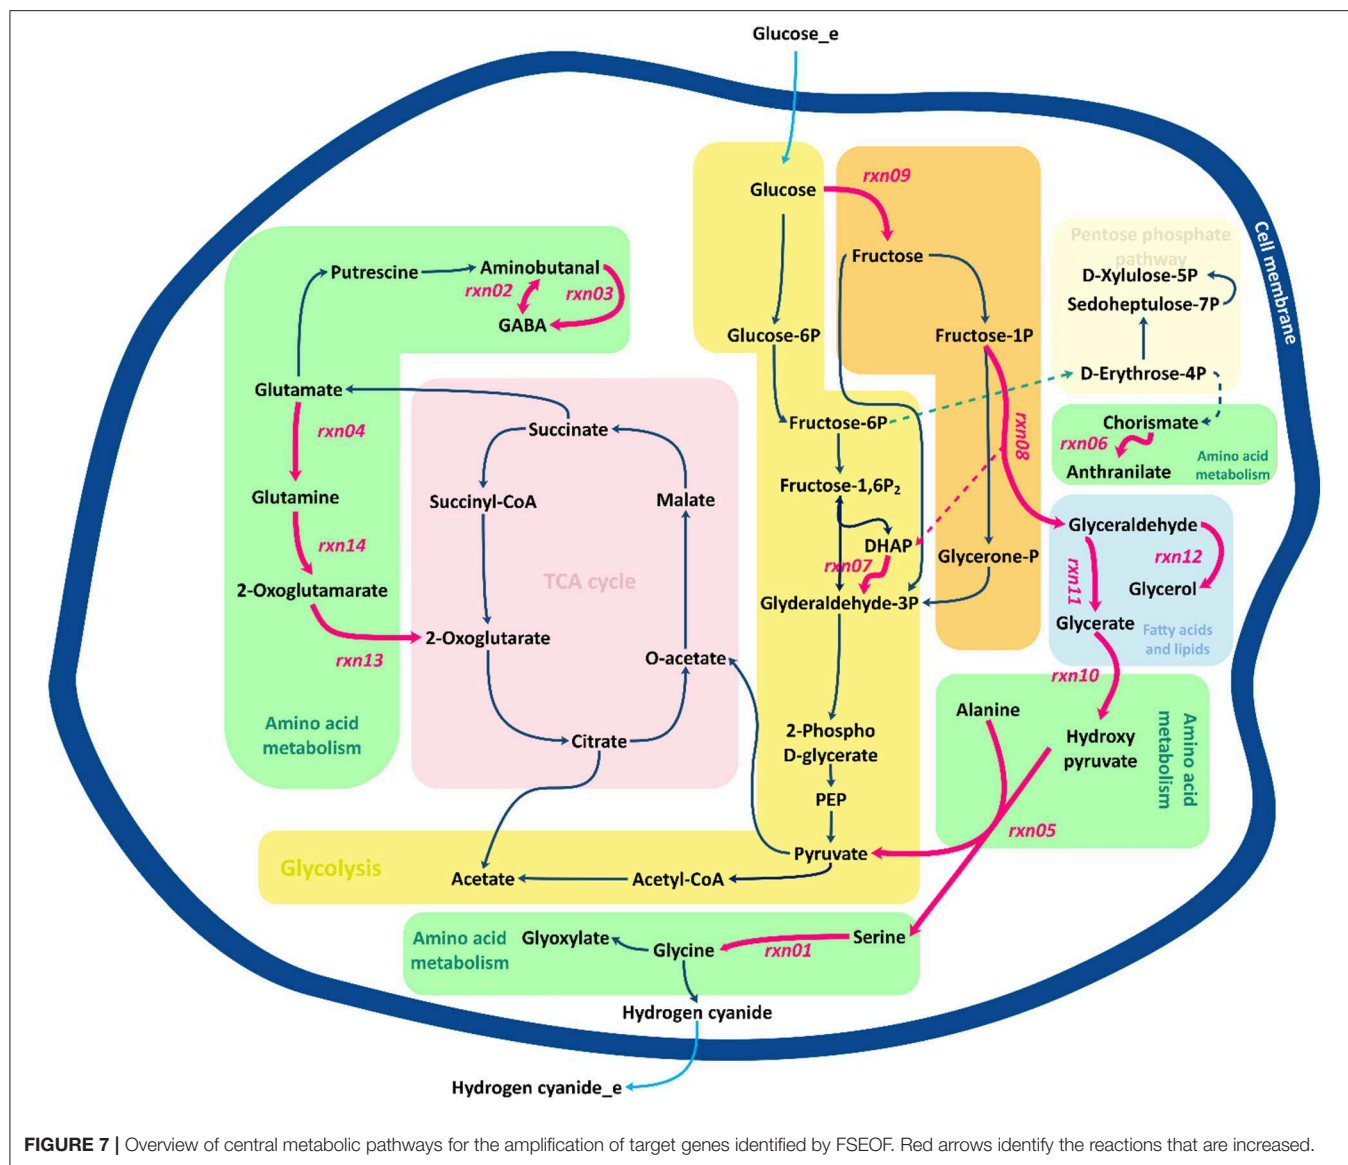 Glucose_e
Cell membrane
Glucose
rxn09
Fructose
Pentose phosphate
pathway
D-Xylulose-5P
Sedoheptulose-7P
D-Erythrose-4P
Putrescine
Aminobutanal
rxn02
rxn03
GABA
Glucose-6P
Fructose-1P
rxn08
Glutamate
rxn04
Glutamine
rxn14
2-Oxoglutamarate
rxn13
Amino acid
metabolism
Succinate
Succinyl-CoA
Malate
TCA cycle
2-Oxoglutarate
O-acetate
Citrate
Fructose-6P
Fructose-1,6P₂
DHAP
rxn07
Glyderaldehyde-3P
Glycerone-P
Chorismate
rxn06
Anthranilate
Amino acid
metabolism
Glyceraldehyde
rxn12
rxn11
Glycerol
Glycerate
Fatty acids
and lipids
rxn10
Alanine
Hydroxy
pyruvate
Amino acid
metabolism
rxn05
2-Phospho
D-glycerate
PEP
Pyruvate
Glycolysis
Acetate
Acetyl-CoA
Amino acid
metabolism
Glyoxylate
Glycine
rxn01
Serine
Hydrogen cyanide
Hydrogen cyanide_e
FIGURE 7 | Overview of central metabolic pathways for the amplification of target genes identified by FSEOF. Red arrows identify the reactions that are increased.